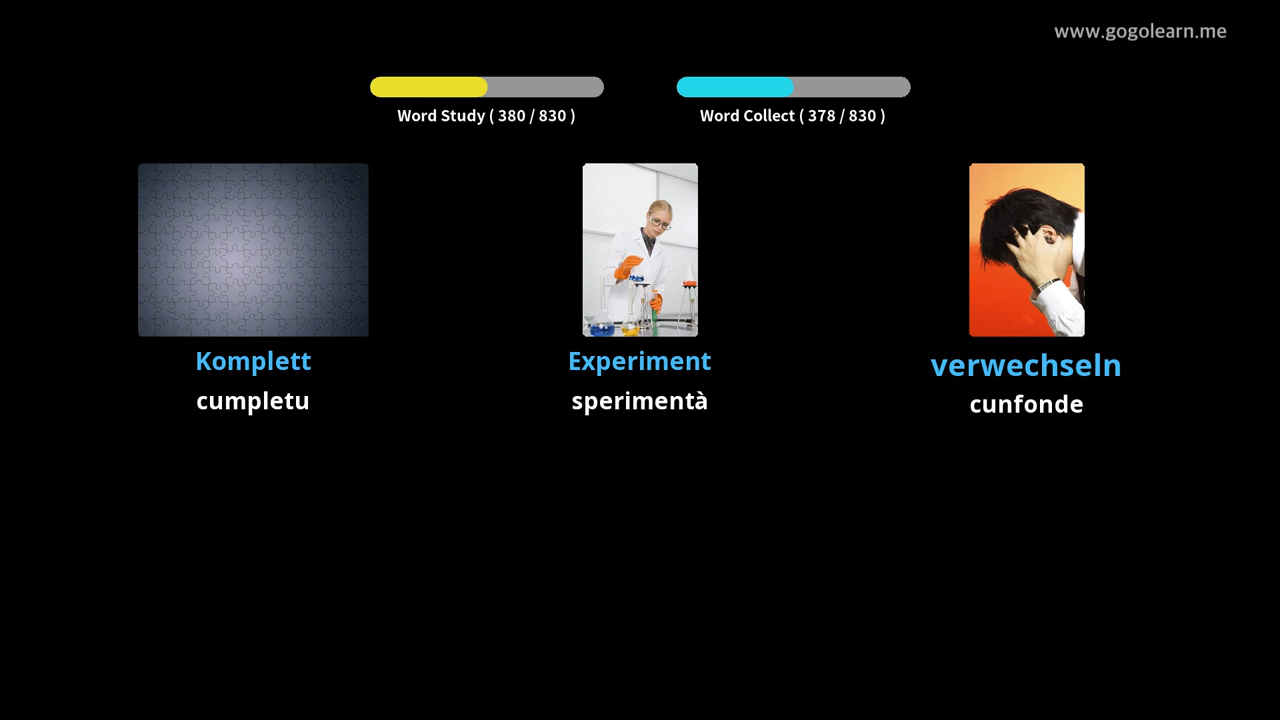 www.gogolearn.me
Word Study ( 380 / 830 )
Word Collect ( 378 / 830 )
Komplett
cumpletu
Experiment
sperimentà
verwechseln
cunfonde